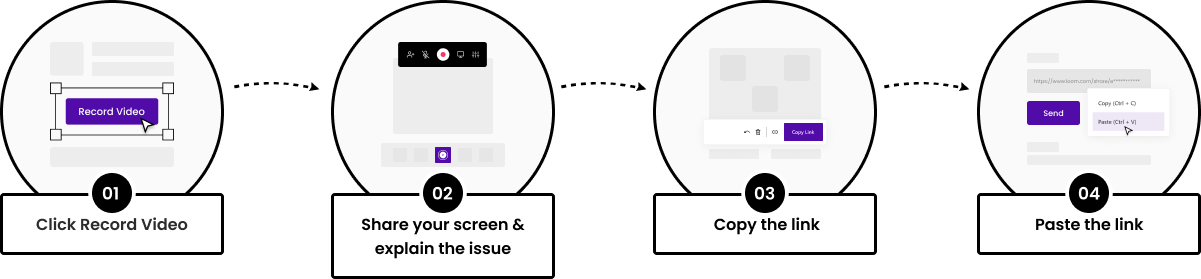 Record Video
01
Click Record Video
02
Share your screen &
explain the issue
Copy Link
03
Copy the link
https://www.loom.com/share/e***********
Copy (Ctrl + C)
Send
Paste (Ctrl + V)
04
Paste the link